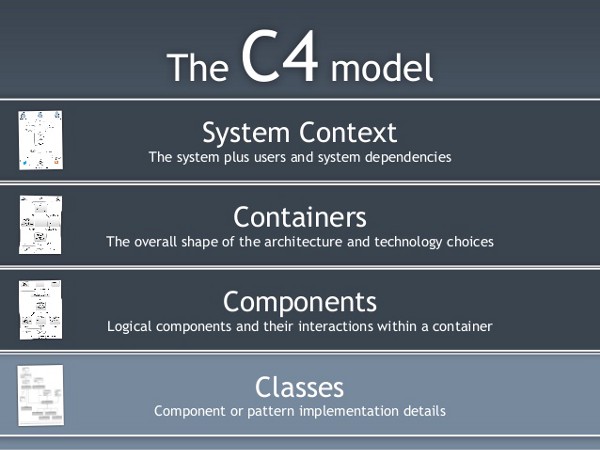 The C4 model
System Context
The system plus users and system dependencies
Containers
The overall shape of the architecture and technology choices
Components
Logical components and their interactions within a container
Classes
Component or pattern implementation details